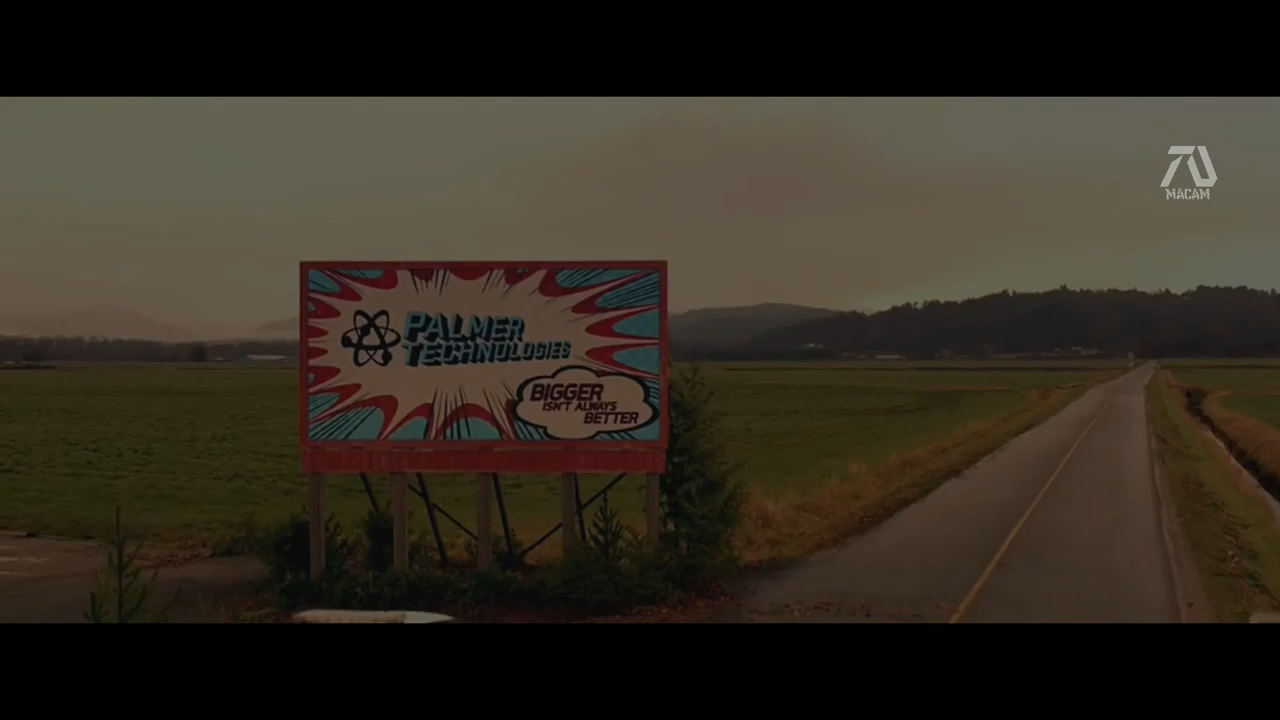 MACAM
PALMER
TECHNOLOGIES
BIGGER
ISN'T ALWAYS
BETTER